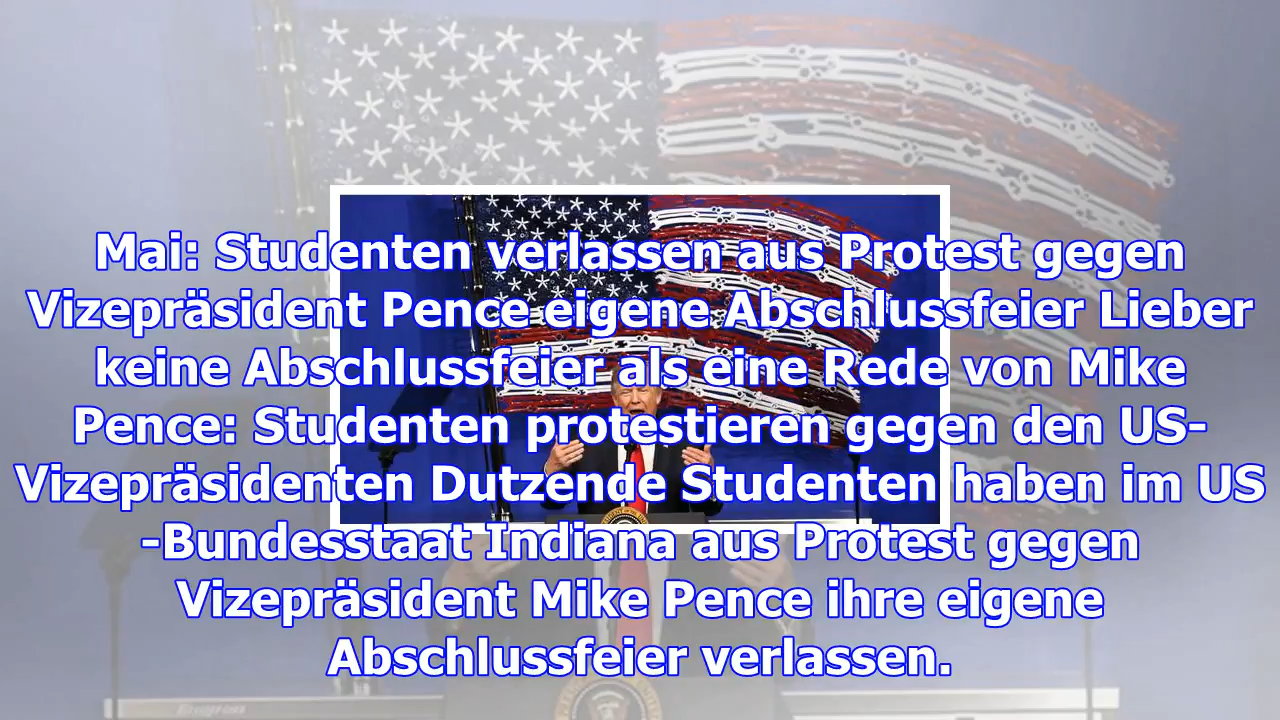 Mai: Studenten verlassen aus Protest gegen
Vizepräsident Pence eigene Abschlussfeier Lieber
keine Abschlussfeier als eine Rede von Mike
Pence: Studenten protestieren gegen den US-
Vizepräsidenten Dutzende Studenten haben im US
-Bundesstaat Indiana aus Protest gegen
Vizepräsident Mike Pence ihre eigene
Abschlussfeier verlassen.